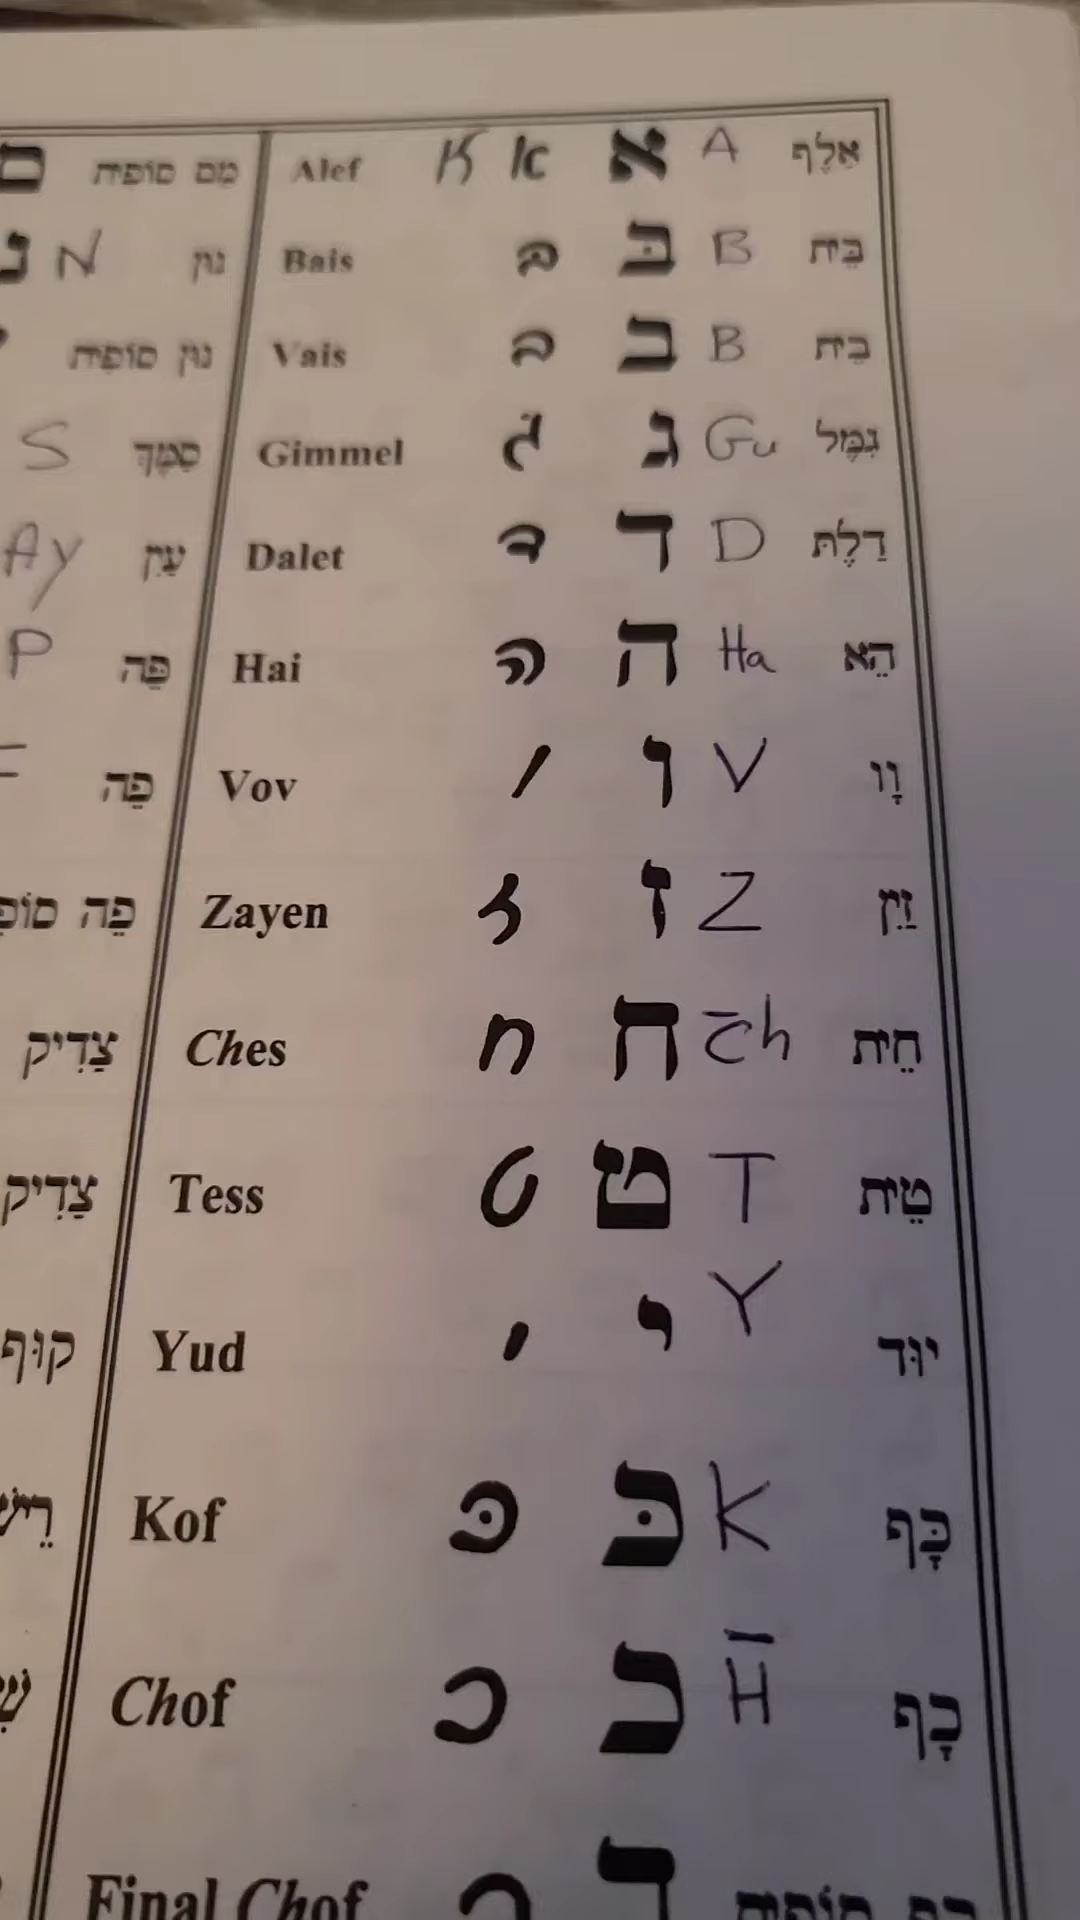 Alef א א A אָלֶף
Bais בּ בּ B בֵּית
Vais ב ב B בֵית
Gimmel ג ג Gu גִּמֶּל
Dalet ד ד D דַּלֶת
Hai ה ה Ha הֵא
Vov ו ו V וָו
Zayen ז ז Z זַיִן
Ches ח ח Ch חֵית
Tess ט ט T טֵית
Yud י י Y יוּד
Kof כּ כּ K כָּף
Chof כ כ H כָף
Final Chof ך
מֵם סוֹפִית ם
נוּן N נ
נוּן סוֹפִית
סָמֶךְ S
עַיִן Ay
פֵּה P
פֵה
פֵה
צַדִיק
צַדִיק
קוּף